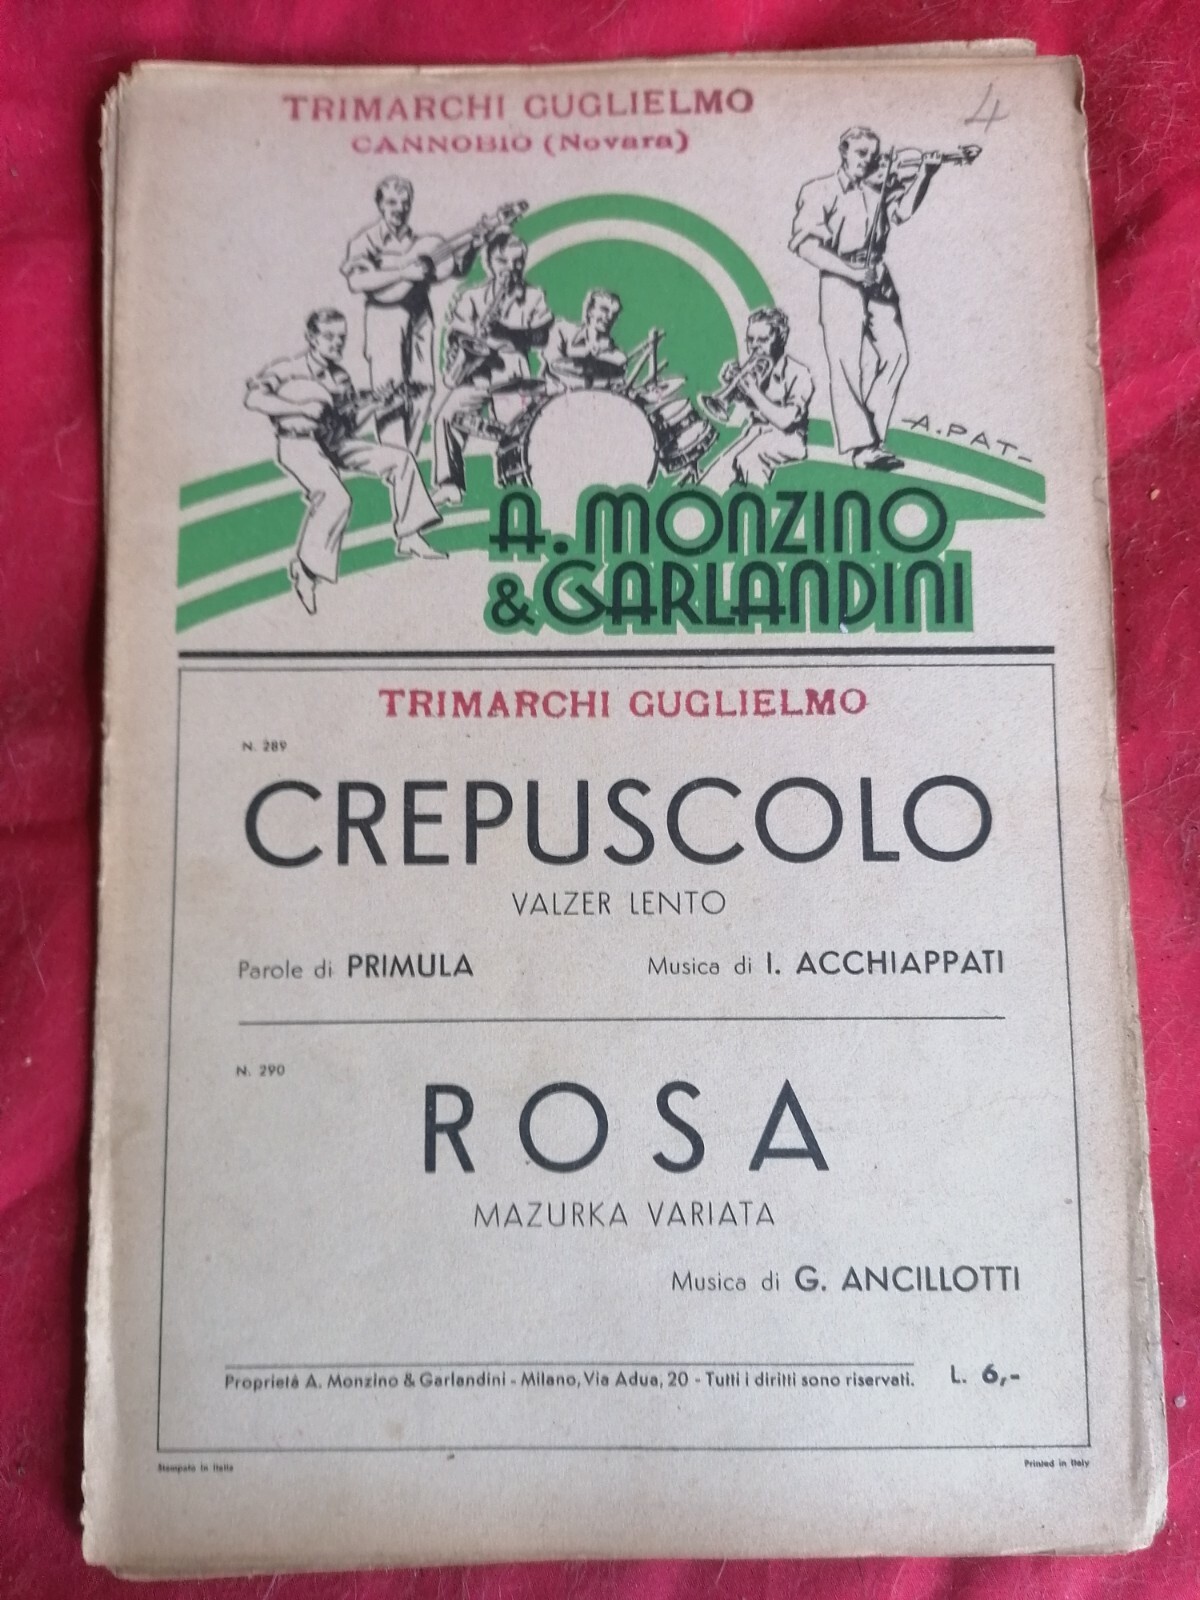 TRIMARCHI GUGLIELMO
CANNOBIO (Novara)
4
A. PAT-
A. MONZINO
& GARLANDINI
TRIMARCHI GUGLIELMO
N. 289
CREPUSCOLO
VALZER LENTO
Parole di PRIMULA Musica di I. ACCHIAPPATI
N. 290
ROSA
MAZURKA VARIATA
Musica di G. ANCILLOTTI
Proprietà A. Monzino & Garlandini - Milano, Via Adua, 20 - Tutti i diritti sono riservati. L. 6,-
Stampato in Italia Printed in Italy